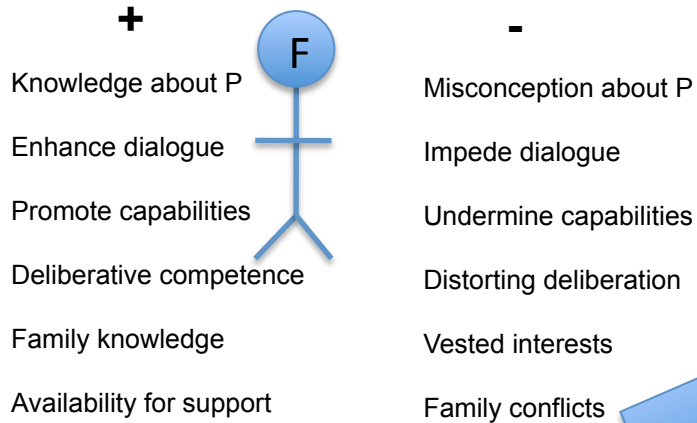 +
F
-
Knowledge about P
Misconception about P
Enhance dialogue
Impede dialogue
Promote capabilities
Undermine capabilities
Deliberative competence
Distorting deliberation
Family knowledge
Vested interests
Availability for support
Family conflicts